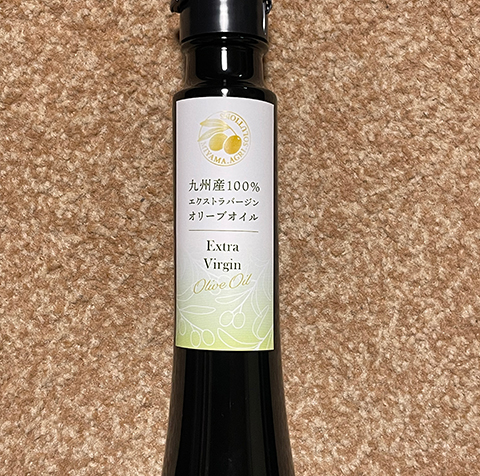 九州産100%
エクストラバージン
オリーブオイル
Extra
Virgin
Olive Oil